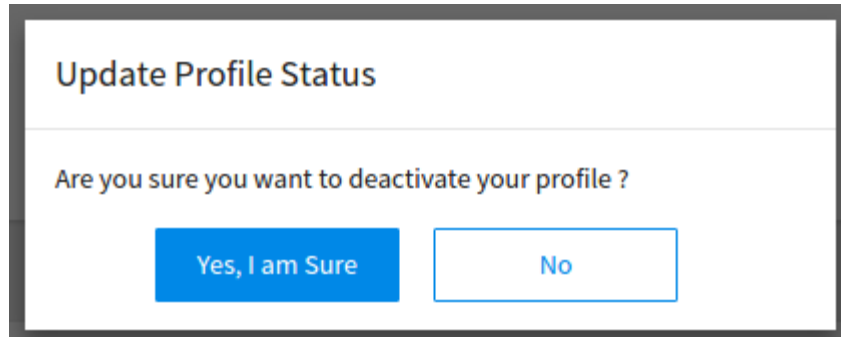 Update Profile Status
Are you sure you want to deactivate your profile ?
Yes, I am Sure
No